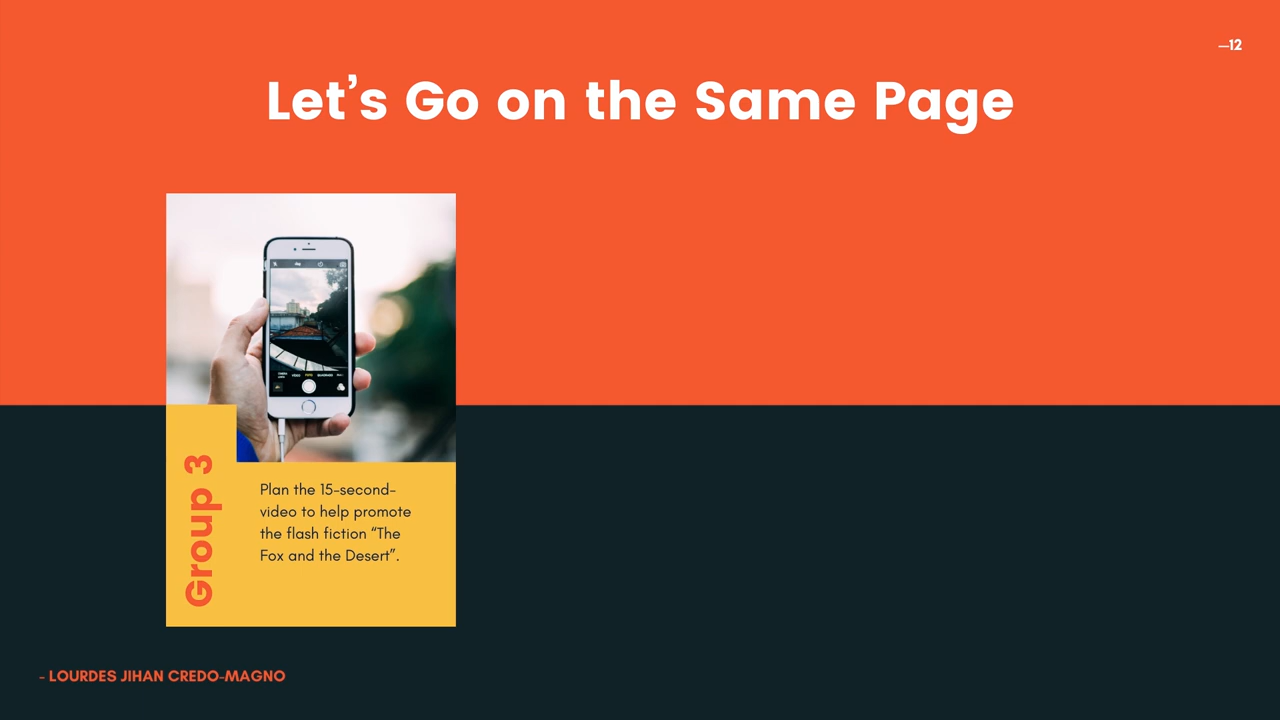 —12
Let’s Go on the Same Page
Group 3
Plan the 15-second-
video to help promote
the flash fiction “The
Fox and the Desert”.
- LOURDES JIHAN CREDO-MAGNO